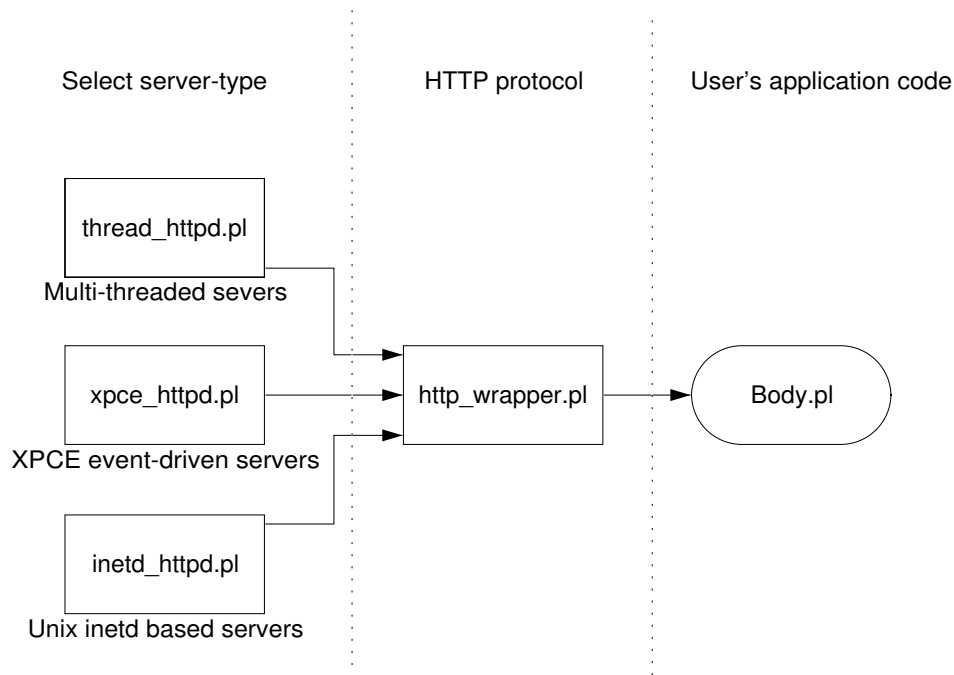 Select server-type
HTTP protocol
User's application code
thread_httpd.pl
Multi-threaded severs
xpce_httpd.pl
http_wrapper.pl
Body.pl
XPCE event-driven servers
inetd_httpd.pl
Unix inetd based servers